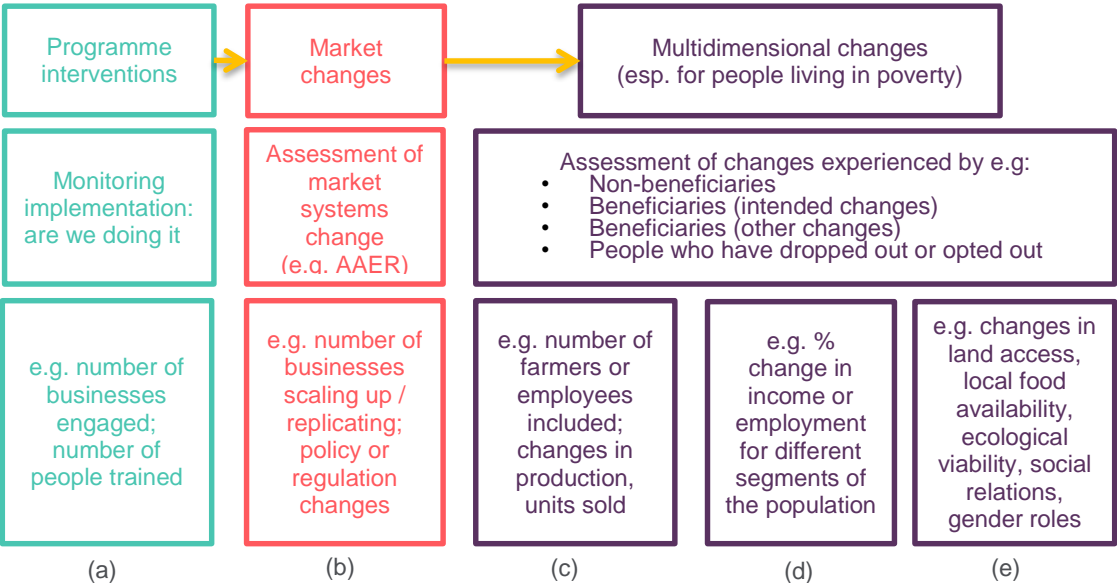 Programme
interventions
Market
changes
Multidimensional changes
(esp. for people living in poverty)
Monitoring
implementation:
are we doing it
Assessment of
market
systems
change
(e.g. AAER)
Assessment of changes experienced by e.g:
• Non-beneficiaries
• Beneficiaries (intended changes)
• Beneficiaries (other changes)
• People who have dropped out or opted out
e.g. number of
businesses
engaged;
number of
people trained
e.g. number of
businesses
scaling up /
replicating;
policy or
regulation
changes
e.g. number of
farmers or
employees
included;
changes in
production,
units sold
e.g. %
change in
income or
employment
for different
segments of
the population
e.g. changes in
land access,
local food
availability,
ecological
viability, social
relations,
gender roles
(a)
(b)
(c)
(d)
(e)